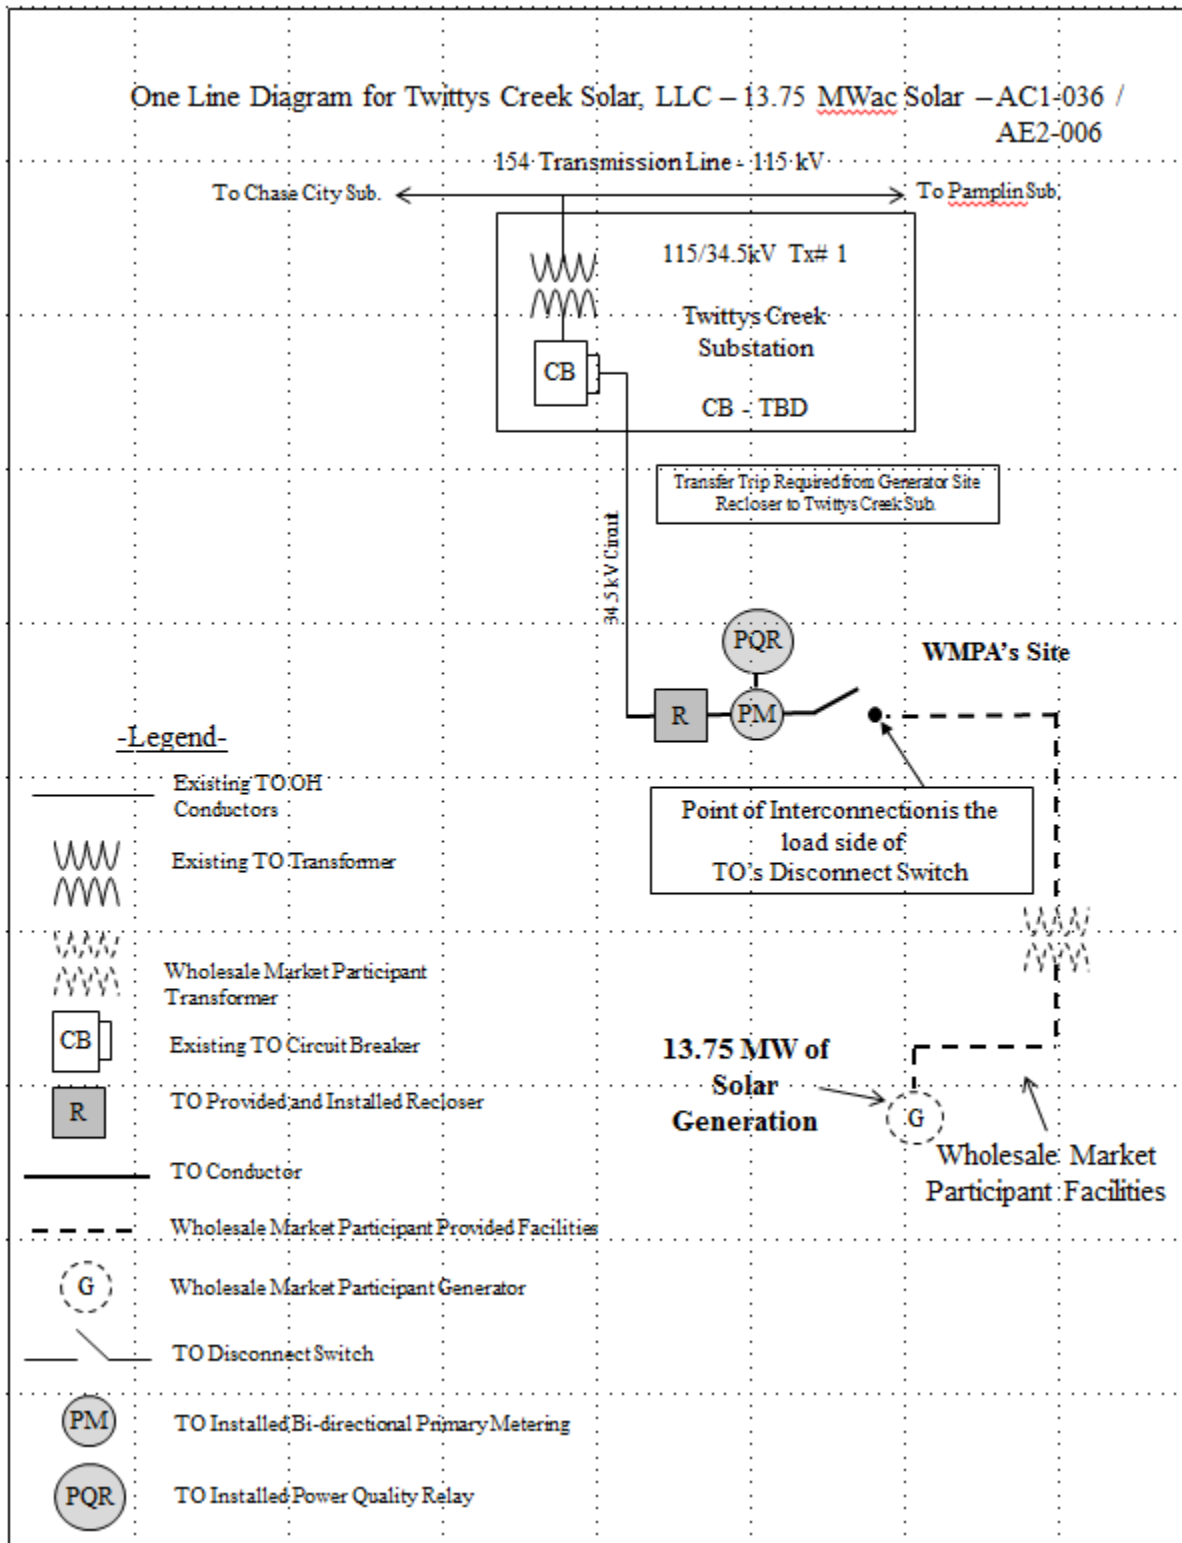 One Line Diagram for Twittys Creek Solar, LLC – 13.75 MWac Solar – AC1-036 /
AE2-006
154 Transmission Line - 115 kV
To Chase City Sub.
To Pamplin Sub.
115/34.5kV Tx# 1
Twittys Creek
Substation
CB
CB - TBD
Transfer Trip Required from Generator Site
Recloser to Twittys Creek Sub.
34.5 kV Circuit
PQR
WMPA's Site
R
PM
Point of Interconnection is the
load side of
TO's Disconnect Switch
13.75 MW of
Solar
Generation
G
Wholesale Market
Participant Facilities
-Legend-
Existing TO OH
Conductors
Existing TO Transformer
Wholesale Market Participant
Transformer
CB
Existing TO Circuit Breaker
R
TO Provided and Installed Recloser
TO Conductor
Wholesale Market Participant Provided Facilities
G
Wholesale Market Participant Generator
TO Disconnect Switch
PM
TO Installed Bi-directional Primary Metering
PQR
TO Installed Power Quality Relay